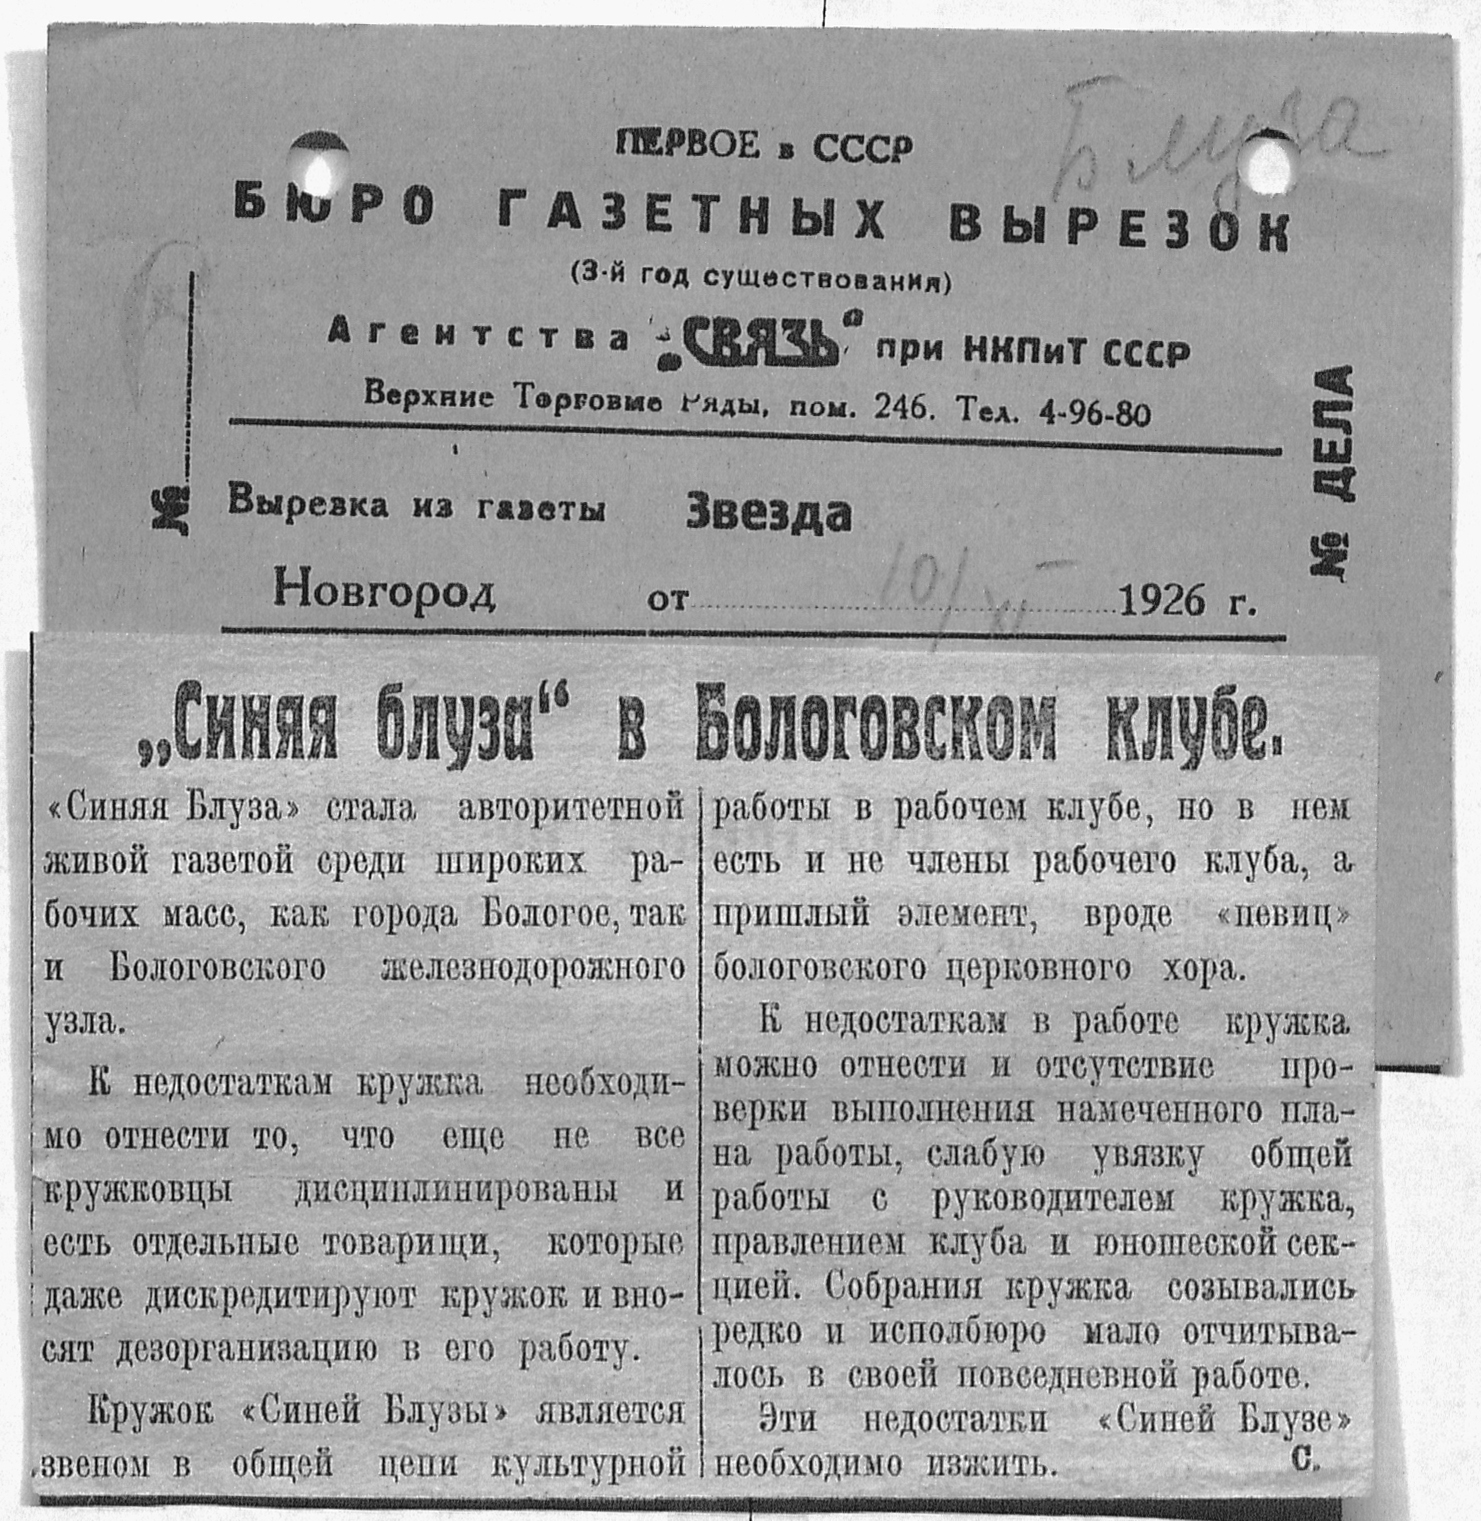 Блуза
ПЕРВОЕ в СССР
БЮРО ГАЗЕТНЫХ ВЫРЕЗОК
(3-й год существования)
Агентства „СВЯЗЬ“ при НКПиТ СССР
Верхние Торговые Ряды, пом. 246. Тел. 4-96-80
№
№ ДЕЛА
Вырезка из газеты Звезда
Новгород от 10/XI 1926 г.
„Синяя блуза“ в Бологовском клубе.
«Синяя Блуза» стала авторитетной
живой газетой среди широких ра-
бочих масс, как города Бологое, так
и Бологовского железнодорожного
узла.
К недостаткам кружка необходи-
мо отнести то, что еще не все
кружковцы дисциплинированы и
есть отдельные товарищи, которые
даже дискредитируют кружок и вно-
сят дезорганизацию в его работу.
Кружок «Синей Блузы» является
звеном в общей цепи культурной
работы в рабочем клубе, но в нем
есть и не члены рабочего клуба, а
пришлый элемент, вроде «певиц»
бологовского церковного хора.
К недостаткам в работе кружка
можно отнести и отсутствие про-
верки выполнения намеченного пла-
на работы, слабую увязку общей
работы с руководителем кружка,
правлением клуба и юношеской сек-
цией. Собрания кружка созывались
редко и исполбюро мало отчитыва-
лось в своей повседневной работе.
Эти недостатки «Синей Блузе»
необходимо изжить. С.